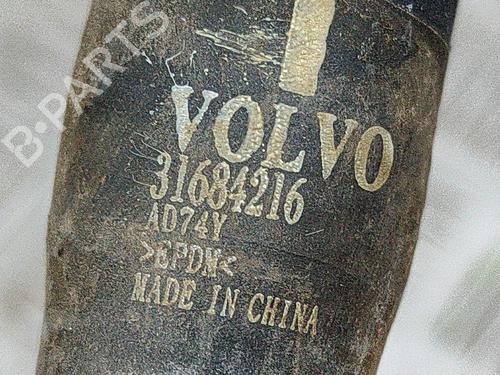 B-PARTS
VOLVO
31684216
AD74Y
>EPDM<
MADE IN CHINA